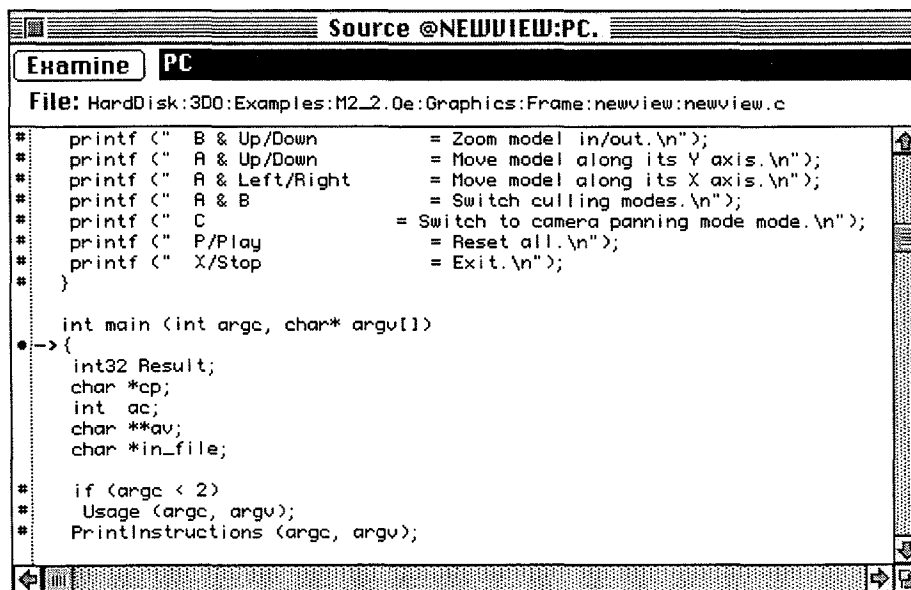 Source @NEWVIEW:PC.
Examine PC
File: HardDisk:3DO:Examples:M2_2.0e:Graphics:Frame:newview:newview.c
# printf ("  B & Up/Down            = Zoom model in/out.\n");
# printf ("  A & Up/Down            = Move model along its Y axis.\n");
# printf ("  A & Left/Right         = Move model along its X axis.\n");
# printf ("  A & B                  = Switch culling modes.\n");
# printf ("  C                   = Switch to camera panning mode mode.\n");
# printf ("  P/Play                 = Reset all.\n");
# printf ("  X/Stop                 = Exit.\n");
# }
int main (int argc, char* argv[])
•->{
int32 Result;
char *cp;
int  ac;
char **av;
char *in_file;
# if (argc < 2)
# Usage (argc, argv);
# PrintInstructions (argc, argv);